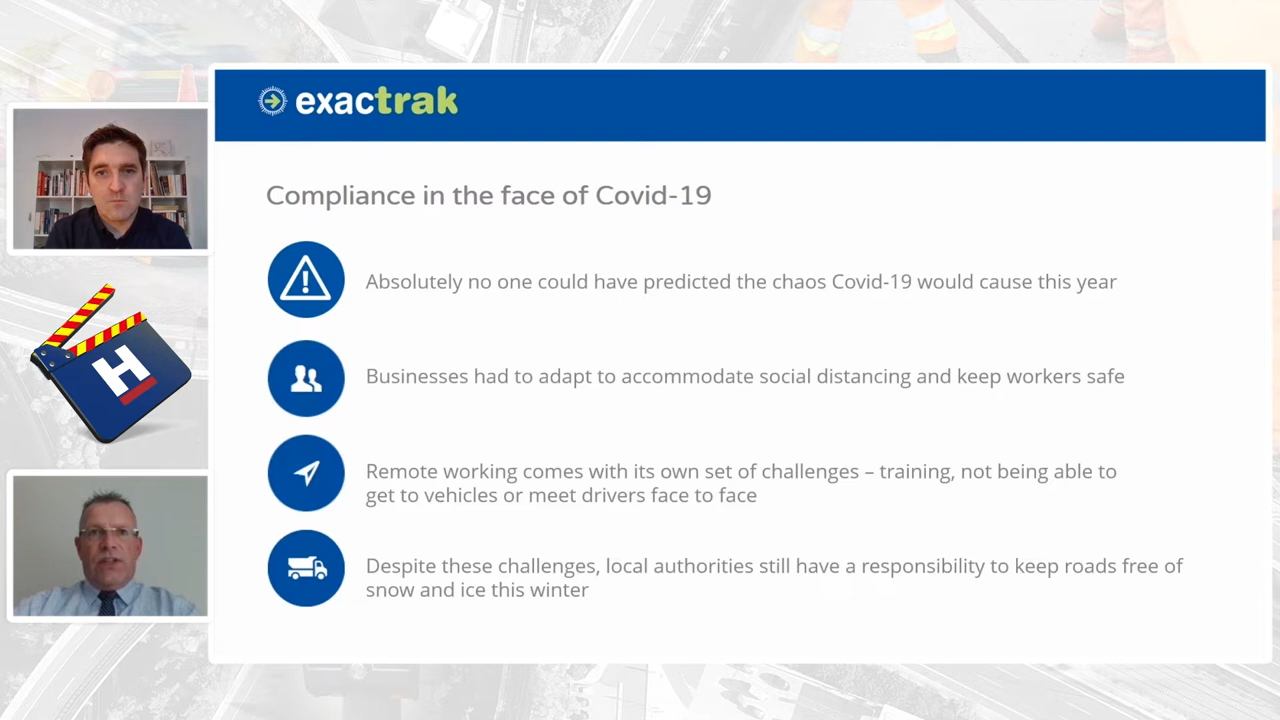 exactrak
Compliance in the face of Covid-19
Absolutely no one could have predicted the chaos Covid-19 would cause this year
Businesses had to adapt to accommodate social distancing and keep workers safe
Remote working comes with its own set of challenges – training, not being able to
get to vehicles or meet drivers face to face
Despite these challenges, local authorities still have a responsibility to keep roads free of
snow and ice this winter
H